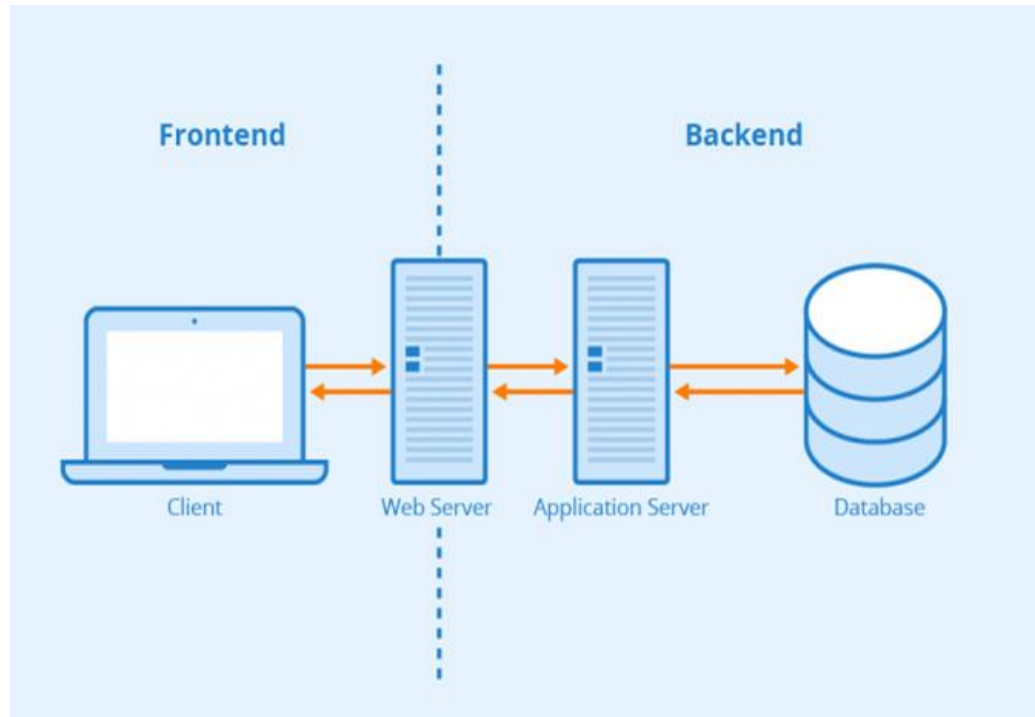 Frontend
Backend
Client
Web Server
Application Server
Database